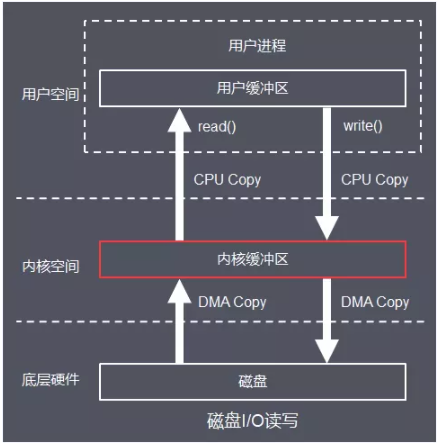 用户进程
用户空间
用户缓冲区
read()
write()
CPU Copy
CPU Copy
内核空间
内核缓冲区
DMA Copy
DMA Copy
底层硬件
磁盘
磁盘I/O读写